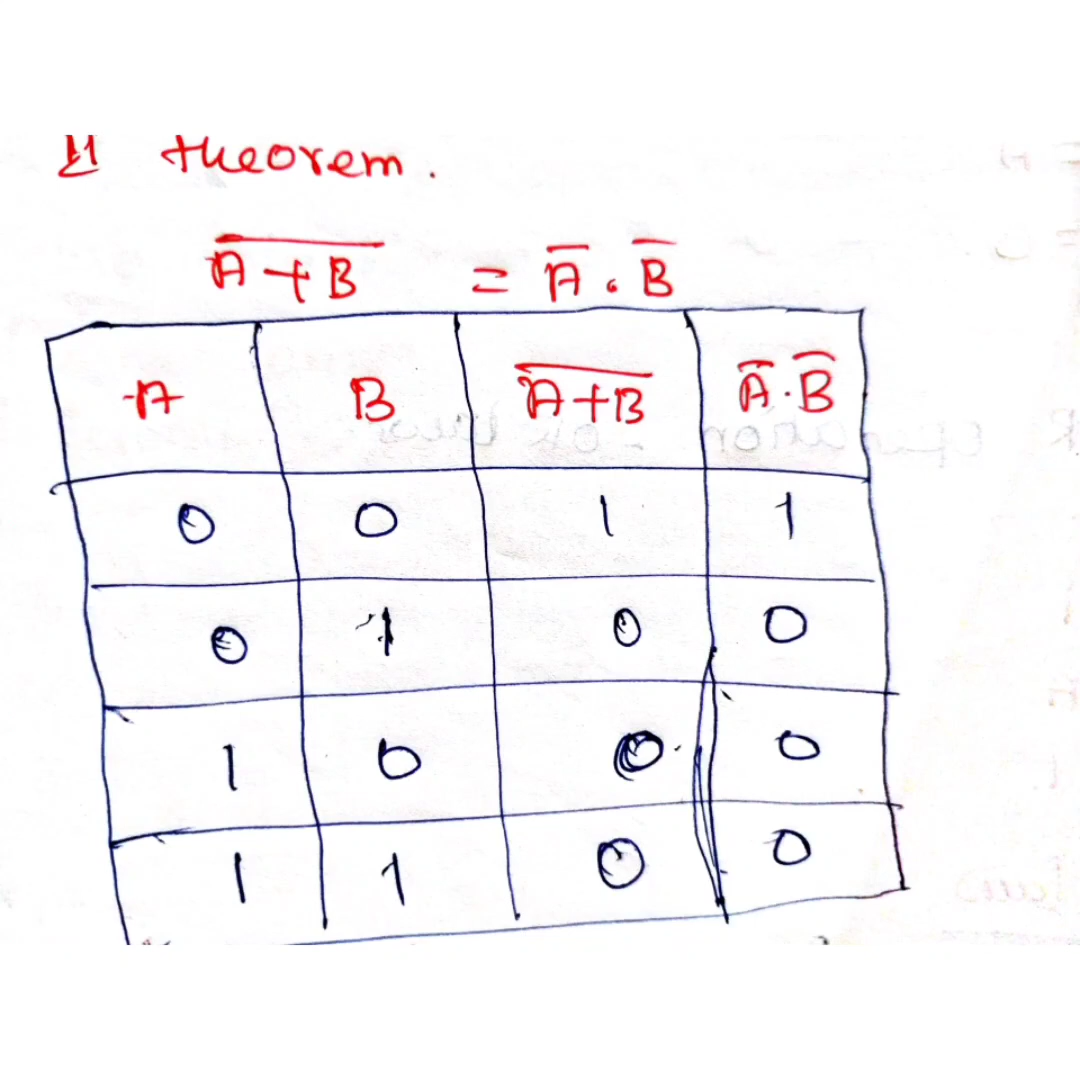 theorem.
A̅+̅B̅ = A̅ . B̅
A B A̅+̅B̅ A̅.B̅
0 0 1 1
0 1 0 0
1 0 0 0
1 1 0 0